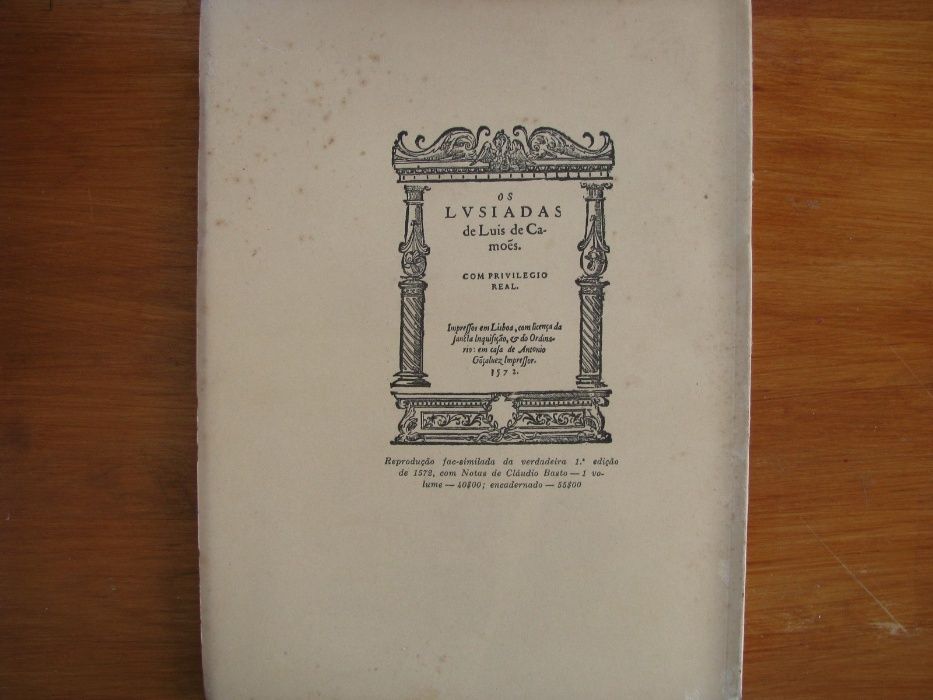 OS
LVSIADAS
de Luis de Ca-
moẽs.
COM PRIVILEGIO
REAL.
Impreſſos em Lisboa, com licença da
ſancta Inquiſição, & do Ordina-
rio: em caſa de Antonio
Gõçaluez Impreſſor.
1572.
Reprodução fac-similada da verdadeira 1.ª edição
de 1572, com Notas de Cláudio Basto — 1 vo-
lume — 40$00; encadernado — 55$00